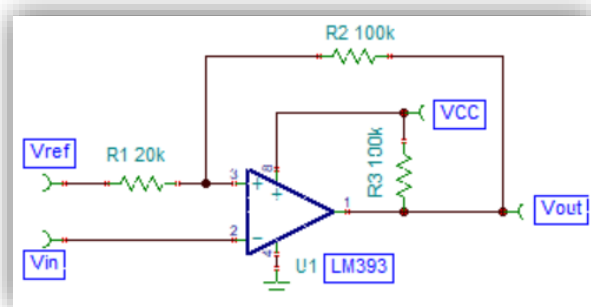 R2 100k
VCC
Vref
R1 20k
R3 100k
3
8
+
+
1
Vout
2
-
4
Vin
U1
LM393